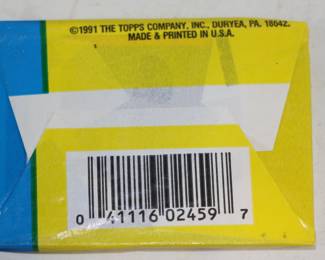 ©1991 THE TOPPS COMPANY, INC., DURYEA, PA. 18642.
MADE & PRINTED IN U.S.A.
0 41116 02459 7